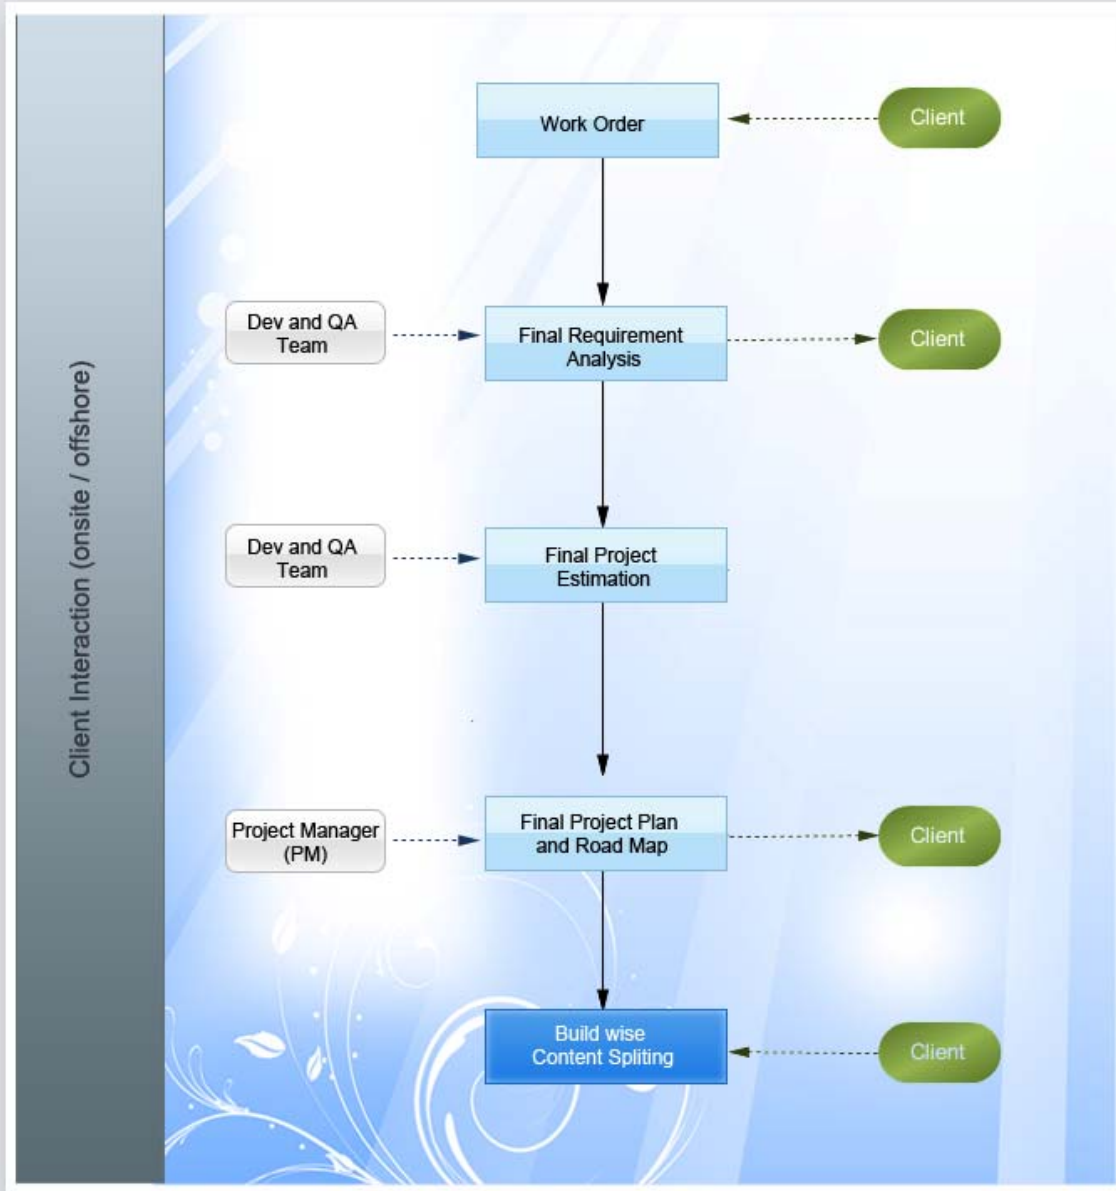 Client Interaction (onsite / offshore)
Work Order
Client
Dev and QA
Team
Final Requirement
Analysis
Client
Dev and QA
Team
Final Project
Estimation
Project Manager
(PM)
Final Project Plan
and Road Map
Client
Build wise
Content Spliting
Client